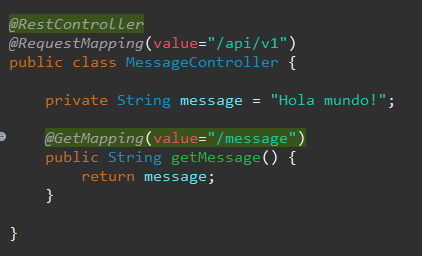 @RestController
@RequestMapping(value="/api/v1")
public class MessageController {
private String message = "Hola mundo!";
@GetMapping(value="/message")
public String getMessage() {
return message;
}
}